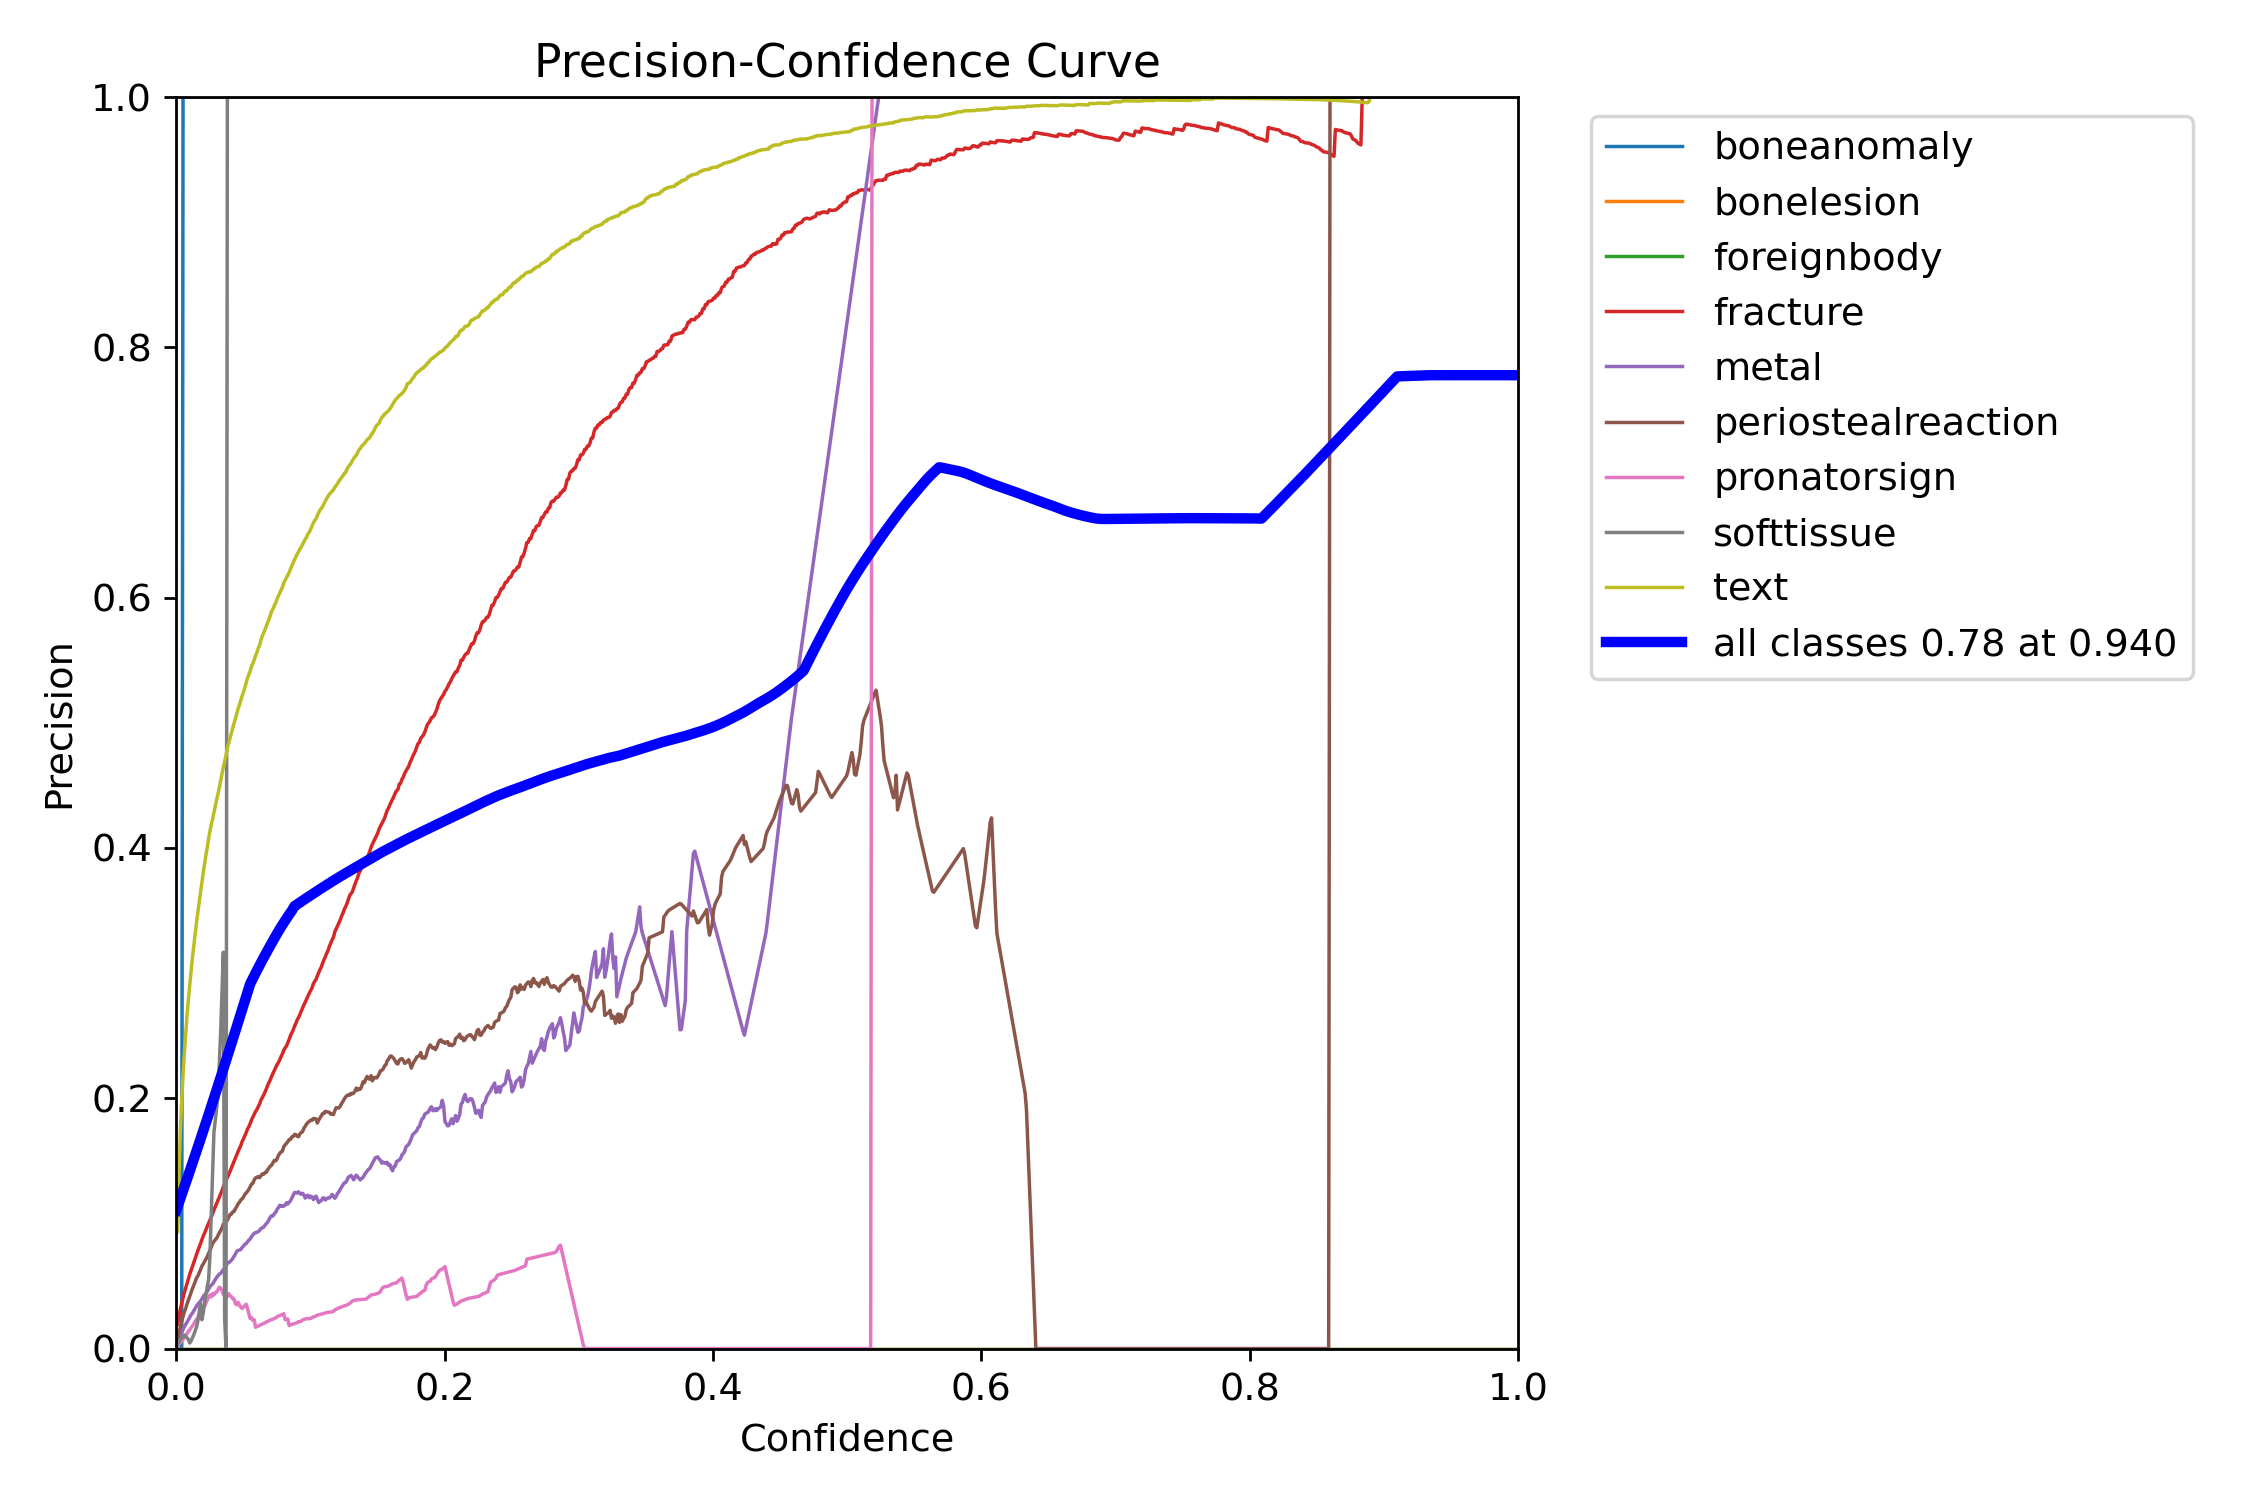 Precision-Confidence Curve
1.0
0.8
0.6
0.4
0.2
0.0
Precision
0.0 0.2 0.4 0.6 0.8 1.0
Confidence
boneanomaly
bonelesion
foreignbody
fracture
metal
periostealreaction
pronatorsign
softtissue
text
all classes 0.78 at 0.940